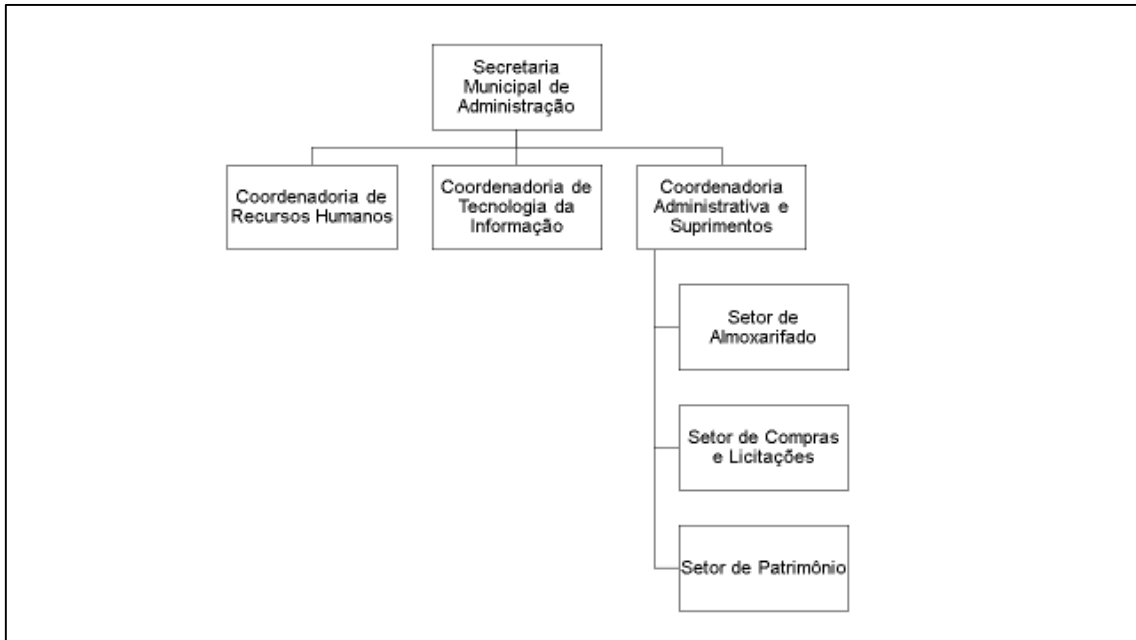 Secretaria
Municipal de
Administração
Coordenadoria de
Recursos Humanos
Coordenadoria de
Tecnologia da
Informação
Coordenadoria
Administrativa e
Suprimentos
Setor de
Almoxarifado
Setor de Compras
e Licitações
Setor de Patrimônio